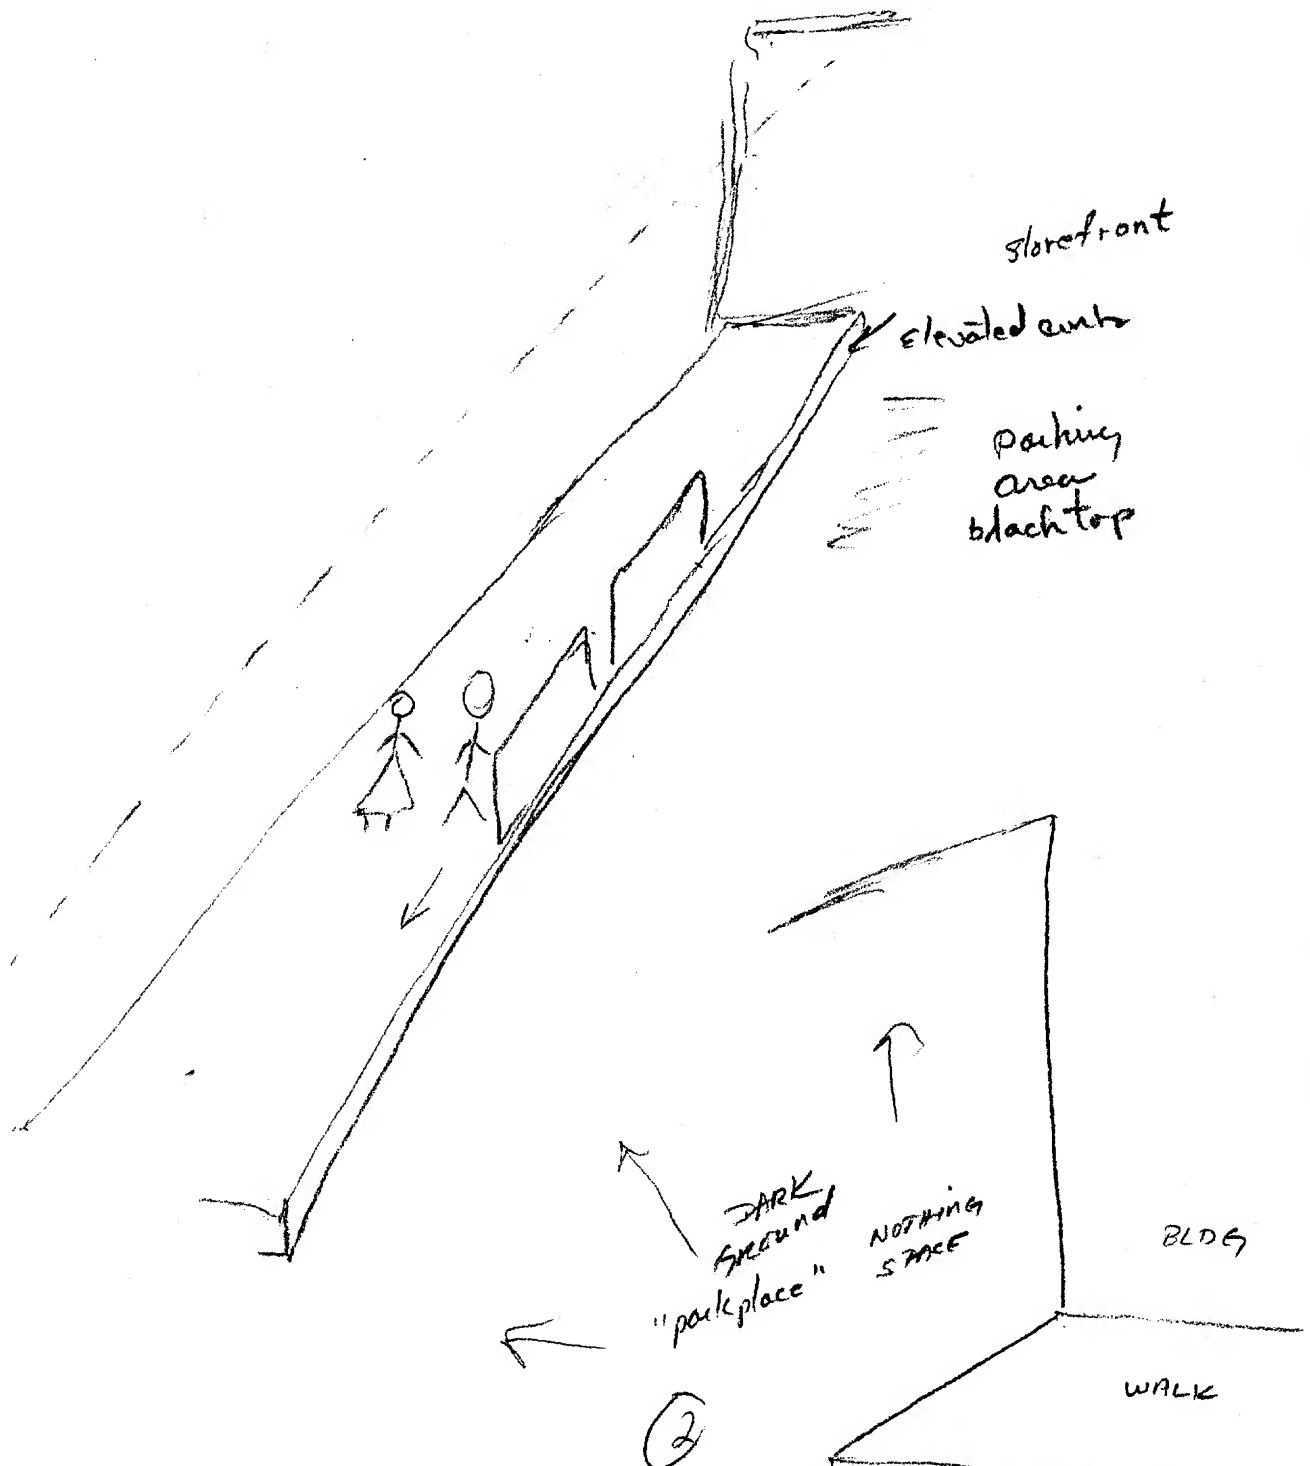 storefront
Elevated curb
parking
area
blacktop
DARK
GROUND
"parkplace"
NOTHING
SPACE
BLDG
WALK
2